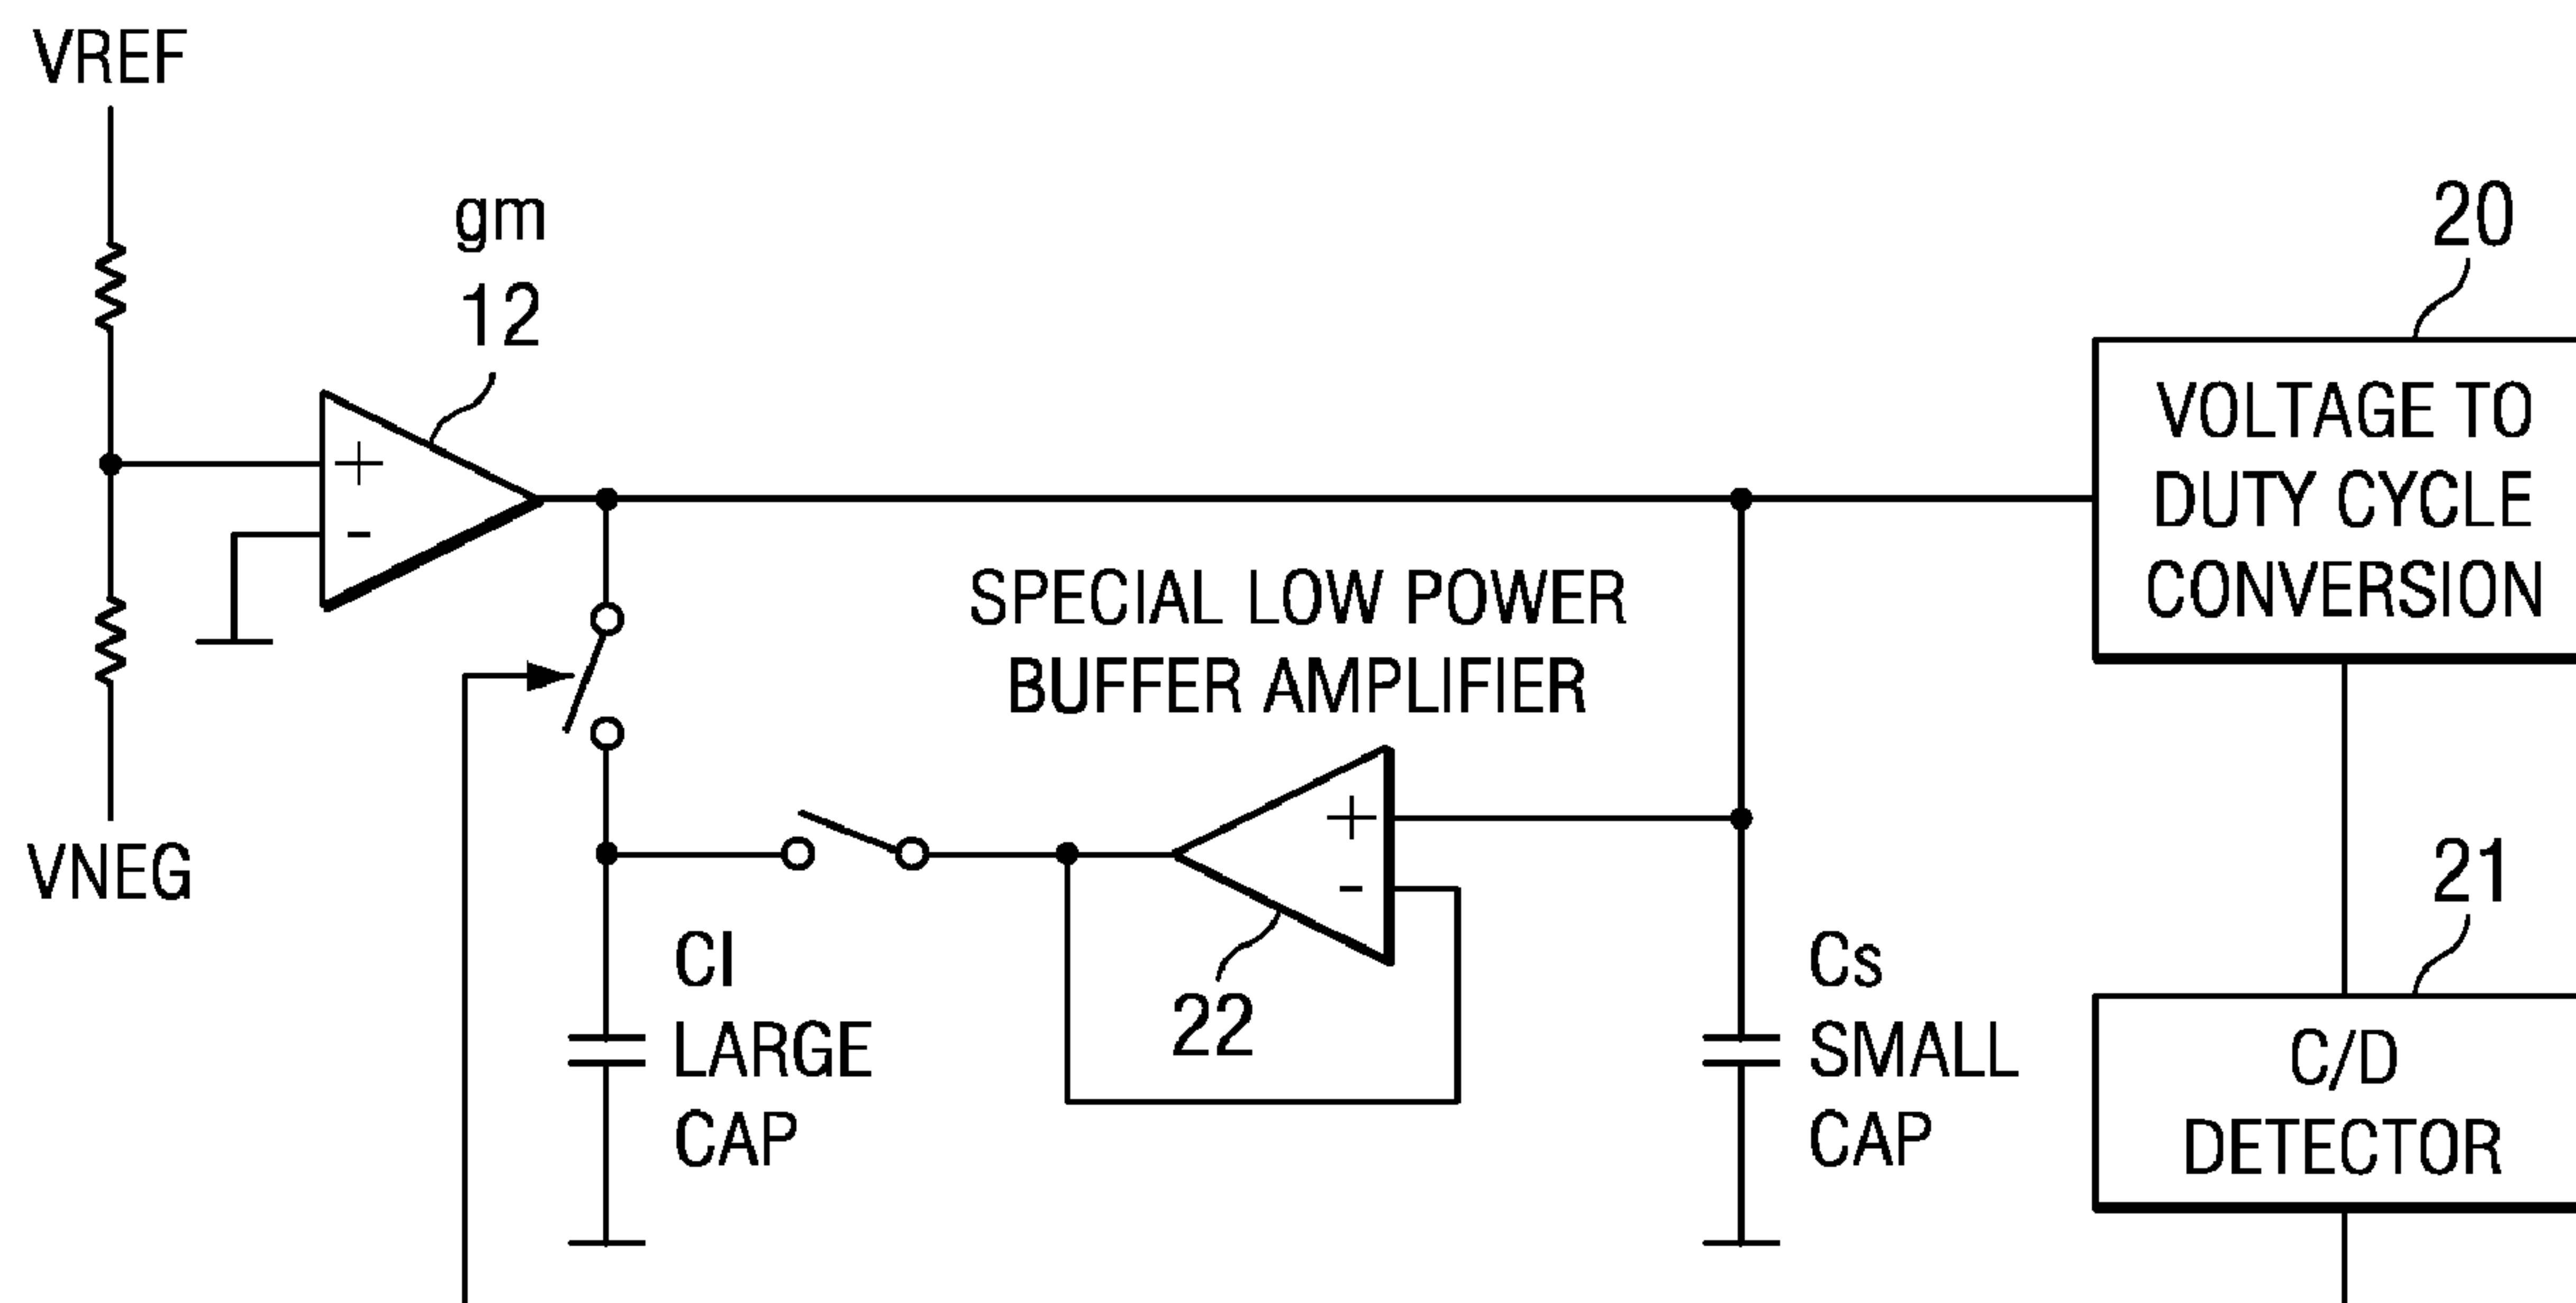 VREF
gm
12
+
-
VNEG
20
VOLTAGE TO
DUTY CYCLE
CONVERSION
SPECIAL LOW POWER
BUFFER AMPLIFIER
+
-
22
Cl
LARGE
CAP
Cs
SMALL
CAP
21
C/D
DETECTOR